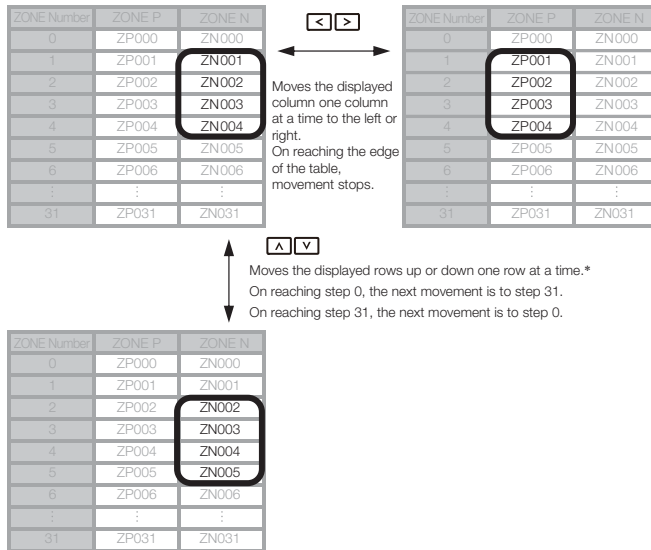 ZONE Number ZONE P ZONE N
0 ZP000 ZN000
1 ZP001 ZN001
2 ZP002 ZN002
3 ZP003 ZN003
4 ZP004 ZN004
5 ZP005 ZN005
6 ZP006 ZN006
⋮ ⋮ ⋮
31 ZP031 ZN031
< >
Moves the displayed
column one column
at a time to the left or
right.
On reaching the edge
of the table,
movement stops.
ZONE Number ZONE P ZONE N
0 ZP000 ZN000
1 ZP001 ZN001
2 ZP002 ZN002
3 ZP003 ZN003
4 ZP004 ZN004
5 ZP005 ZN005
6 ZP006 ZN006
⋮ ⋮ ⋮
31 ZP031 ZN031
∧ ∨
Moves the displayed rows up or down one row at a time.*
On reaching step 0, the next movement is to step 31.
On reaching step 31, the next movement is to step 0.
ZONE Number ZONE P ZONE N
0 ZP000 ZN000
1 ZP001 ZN001
2 ZP002 ZN002
3 ZP003 ZN003
4 ZP004 ZN004
5 ZP005 ZN005
6 ZP006 ZN006
⋮ ⋮ ⋮
31 ZP031 ZN031